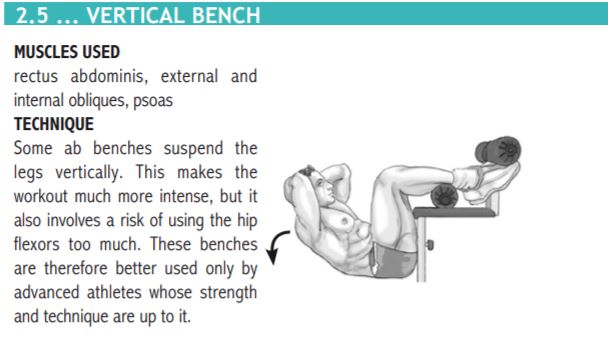 2.5 ... VERTICAL BENCH
MUSCLES USED
rectus abdominis, external and
internal obliques, psoas
TECHNIQUE
Some ab benches suspend the
legs vertically. This makes the
workout much more intense, but it
also involves a risk of using the hip
flexors too much. These benches
are therefore better used only by
advanced athletes whose strength
and technique are up to it.